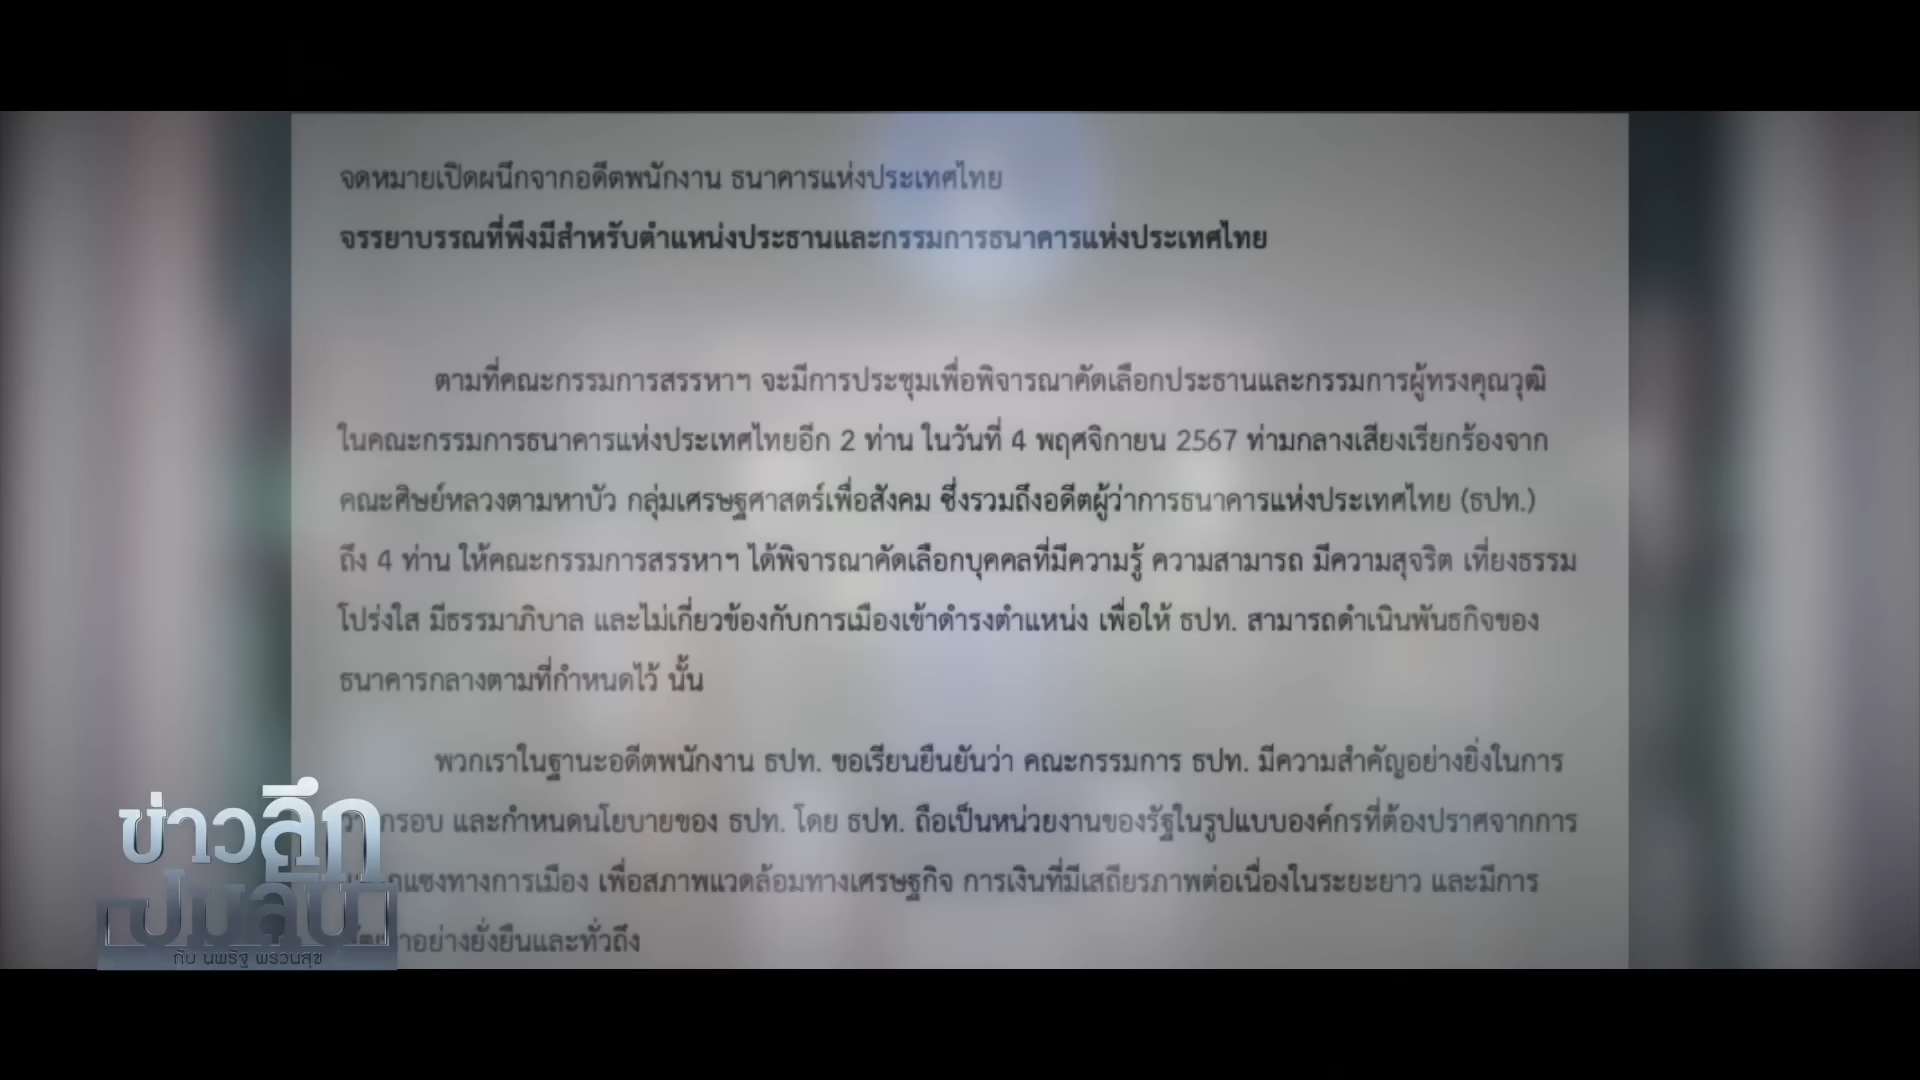 จดหมายเปิดผนึกจากอดีตพนักงาน ธนาคารแห่งประเทศไทย
จรรยาบรรณที่พึงมีสำหรับตำแหน่งประธานและกรรมการธนาคารแห่งประเทศไทย
ตามที่คณะกรรมการสรรหาฯ จะมีการประชุมเพื่อพิจารณาคัดเลือกประธานและกรรมการผู้ทรงคุณวุฒิ
ในคณะกรรมการธนาคารแห่งประเทศไทยอีก 2 ท่าน ในวันที่ 4 พฤศจิกายน 2567 ท่ามกลางเสียงเรียกร้องจาก
คณะศิษย์หลวงตามหาบัว กลุ่มเศรษฐศาสตร์เพื่อสังคม ซึ่งรวมถึงอดีตผู้ว่าการธนาคารแห่งประเทศไทย (ธปท.)
ถึง 4 ท่าน ให้คณะกรรมการสรรหาฯ ได้พิจารณาคัดเลือกบุคคลที่มีความรู้ ความสามารถ มีความสุจริต เที่ยงธรรม
โปร่งใส มีธรรมาภิบาล และไม่เกี่ยวข้องกับการเมืองเข้าดำรงตำแหน่ง เพื่อให้ ธปท. สามารถดำเนินพันธกิจของ
ธนาคารกลางตามที่กำหนดไว้ นั้น
พวกเราในฐานะอดีตพนักงาน ธปท. ขอเรียนยืนยันว่า คณะกรรมการ ธปท. มีความสำคัญอย่างยิ่งในการ
กรอบ และกำหนดนโยบายของ ธปท. โดย ธปท. ถือเป็นหน่วยงานของรัฐในรูปแบบองค์กรที่ต้องปราศจากการ
แซงทางการเมือง เพื่อสภาพแวดล้อมทางเศรษฐกิจ การเงินที่มีเสถียรภาพต่อเนื่องในระยะยาว และมีการ
อย่างยั่งยืนและทั่วถึง
ข่าวลึก
ปมลับ
กับ นพรัฐ พรวนสุข